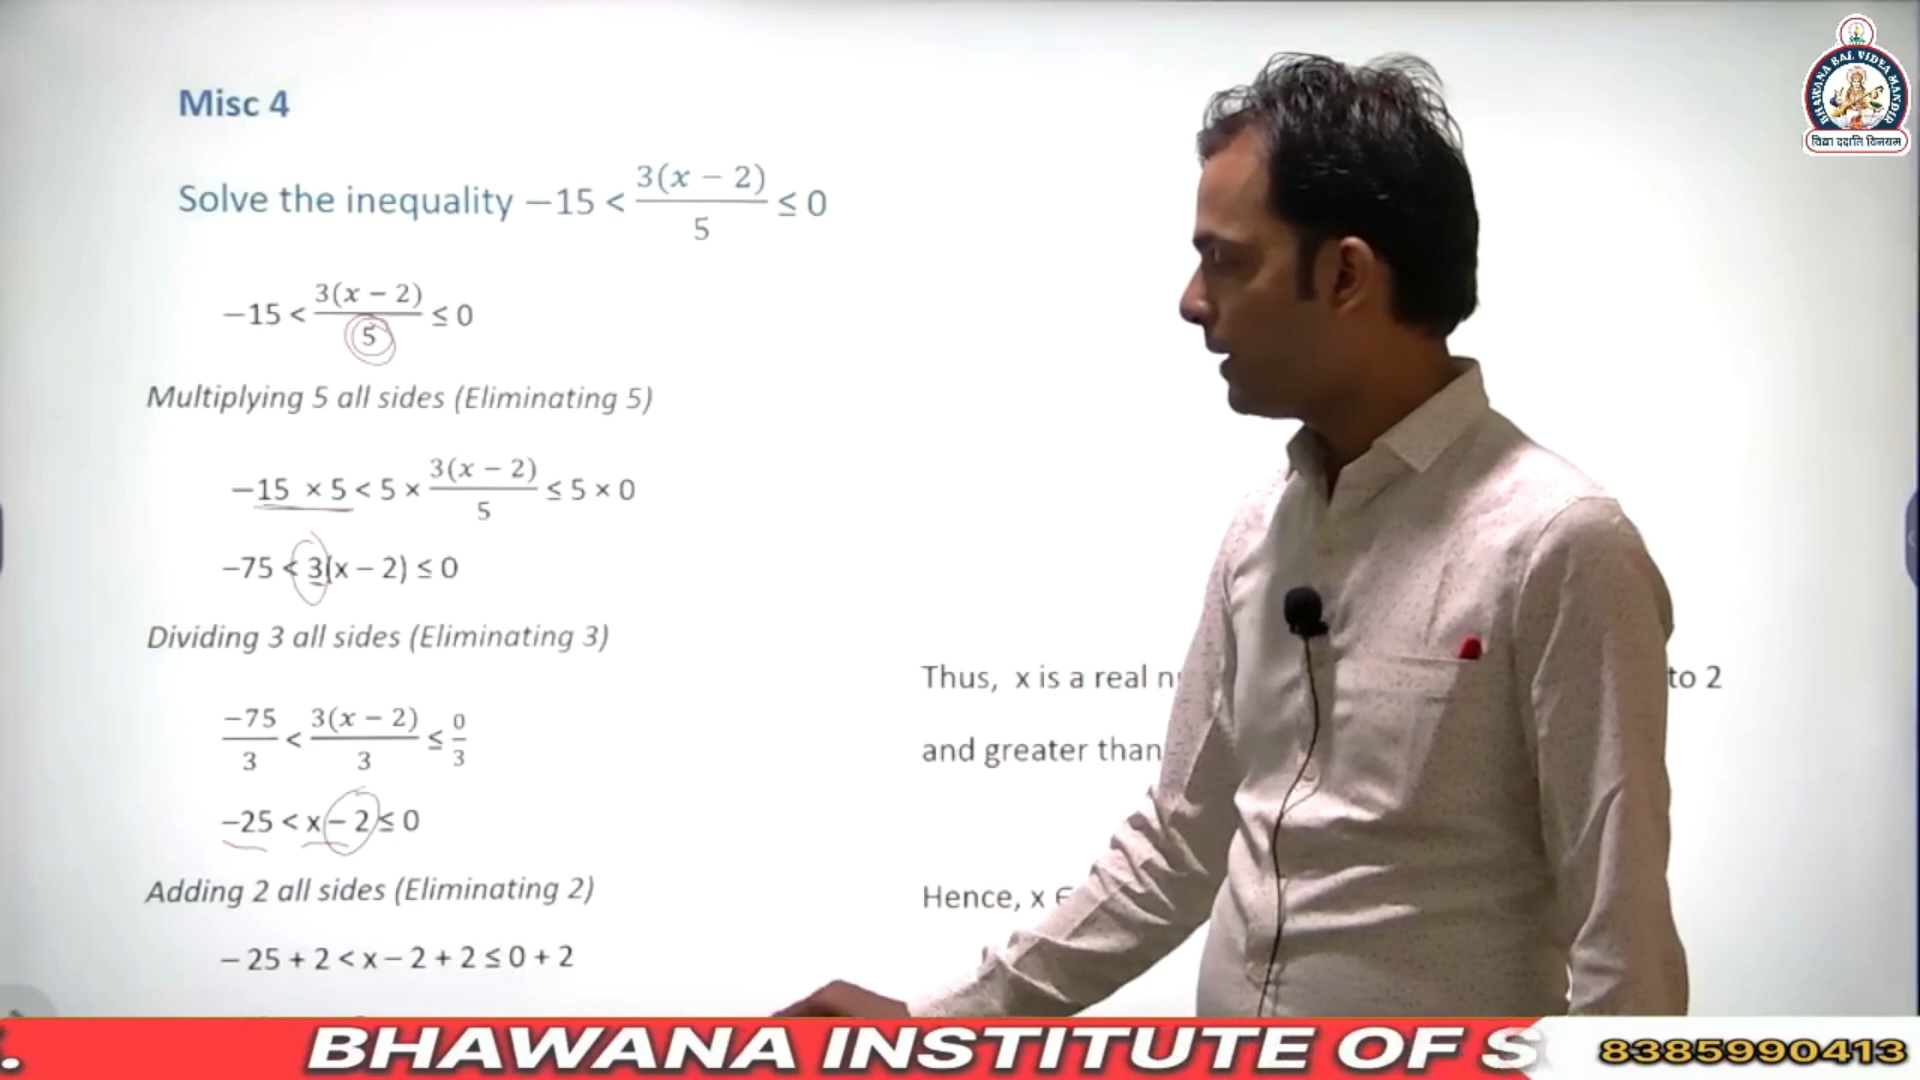 Misc 4
Solve the inequality −15 < 3(x − 2)/5 ≤ 0
−15 < 3(x − 2)/5 ≤ 0
Multiplying 5 all sides (Eliminating 5)
−15 × 5 < 5 × 3(x − 2)/5 ≤ 5 × 0
−75 < 3(x − 2) ≤ 0
Dividing 3 all sides (Eliminating 3)
−75/3 < 3(x − 2)/3 ≤ 0/3
−25 < x − 2 ≤ 0
Adding 2 all sides (Eliminating 2)
− 25 + 2 < x − 2 + 2 ≤ 0 + 2
Thus, x is a real to 2
and greater than
Hence, x ∈
BHAWANA BAL VIDYA MANDIR
विद्या ददाति विनयम
BHAWANA INSTITUTE OF S
8385990413